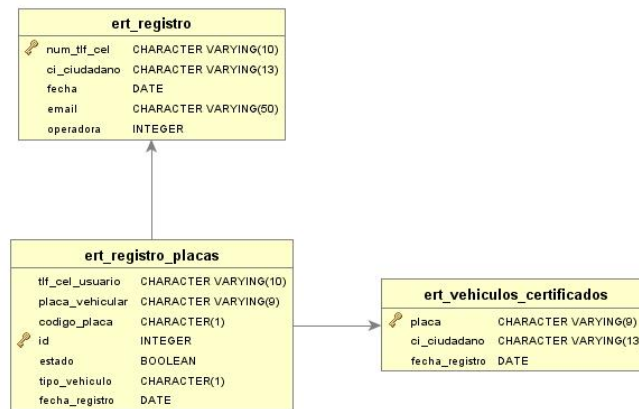 ert_registro
num_tlf_cel CHARACTER VARYING(10)
ci_ciudadano CHARACTER VARYING(13)
fecha DATE
email CHARACTER VARYING(50)
operadora INTEGER
ert_registro_placas
tlf_cel_usuario CHARACTER VARYING(10)
placa_vehicular CHARACTER VARYING(9)
codigo_placa CHARACTER(1)
id INTEGER
estado BOOLEAN
tipo_vehiculo CHARACTER(1)
fecha_registro DATE
ert_vehiculos_certificados
placa CHARACTER VARYING(9)
ci_ciudadano CHARACTER VARYING(13
fecha_registro DATE